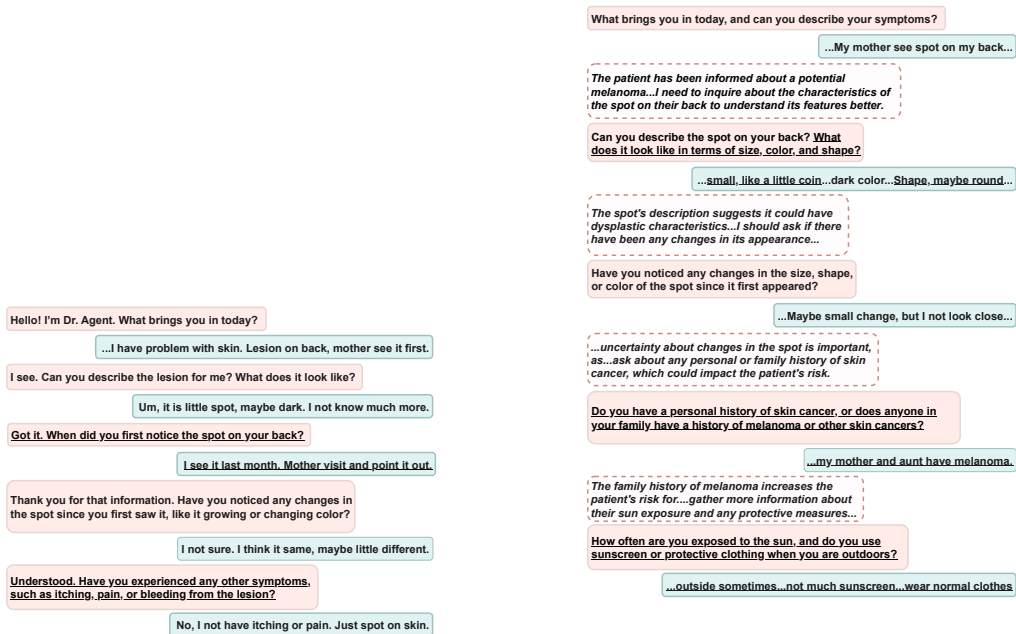 Hello! I'm Dr. Agent. What brings you in today?
...I have problem with skin. Lesion on back, mother see it first.
I see. Can you describe the lesion for me? What does it look like?
Um, it is little spot, maybe dark. I not know much more.
Got it. When did you first notice the spot on your back?
I see it last month. Mother visit and point it out.
Thank you for that information. Have you noticed any changes in
the spot since you first saw it, like it growing or changing color?
I not sure. I think it same, maybe little different.
Understood. Have you experienced any other symptoms,
such as itching, pain, or bleeding from the lesion?
No, I not have itching or pain. Just spot on skin.
What brings you in today, and can you describe your symptoms?
...My mother see spot on my back...
The patient has been informed about a potential
melanoma...I need to inquire about the characteristics of
the spot on their back to understand its features better.
Can you describe the spot on your back? What
does it look like in terms of size, color, and shape?
...small, like a little coin...dark color...Shape, maybe round...
The spot's description suggests it could have
dysplastic characteristics...I should ask if there
have been any changes in its appearance...
Have you noticed any changes in the size, shape,
or color of the spot since it first appeared?
...Maybe small change, but I not look close...
...uncertainty about changes in the spot is important,
as...ask about any personal or family history of skin
cancer, which could impact the patient's risk.
Do you have a personal history of skin cancer, or does anyone in
your family have a history of melanoma or other skin cancers?
...my mother and aunt have melanoma.
The family history of melanoma increases the
patient's risk for....gather more information about
their sun exposure and any protective measures...
How often are you exposed to the sun, and do you use
sunscreen or protective clothing when you are outdoors?
...outside sometimes...not much sunscreen...wear normal clothes